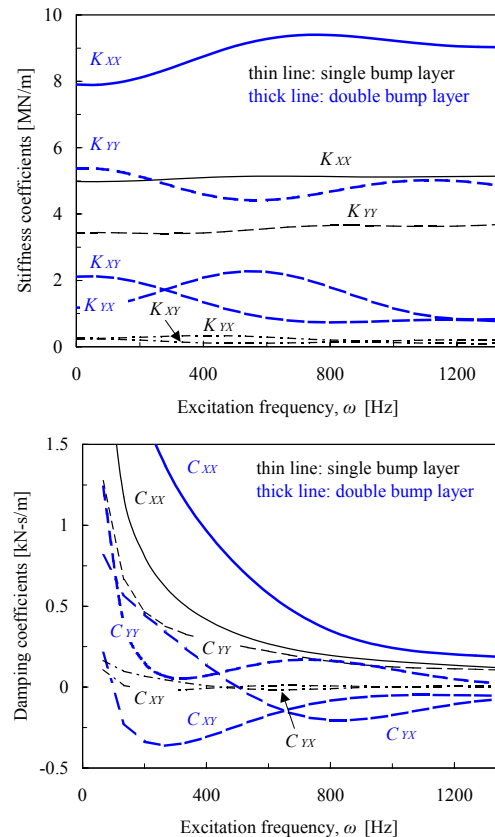 10
8
6
4
2
0
Stiffness coefficients [MN/m]
K XX
thin line: single bump layer
thick line: double bump layer
K YY
K XX
K YY
K XY
K YX
K XY
K YX
0
400
800
1200
Excitation frequency, ω [Hz]
1.5
1
0.5
0
-0.5
Damping coefficients [kN-s/m]
C XX
thin line: single bump layer
thick line: double bump layer
C XX
C YY
C YY
C XY
C XY
C YX
C YX
0
400
800
1200
Excitation frequency, ω [Hz]